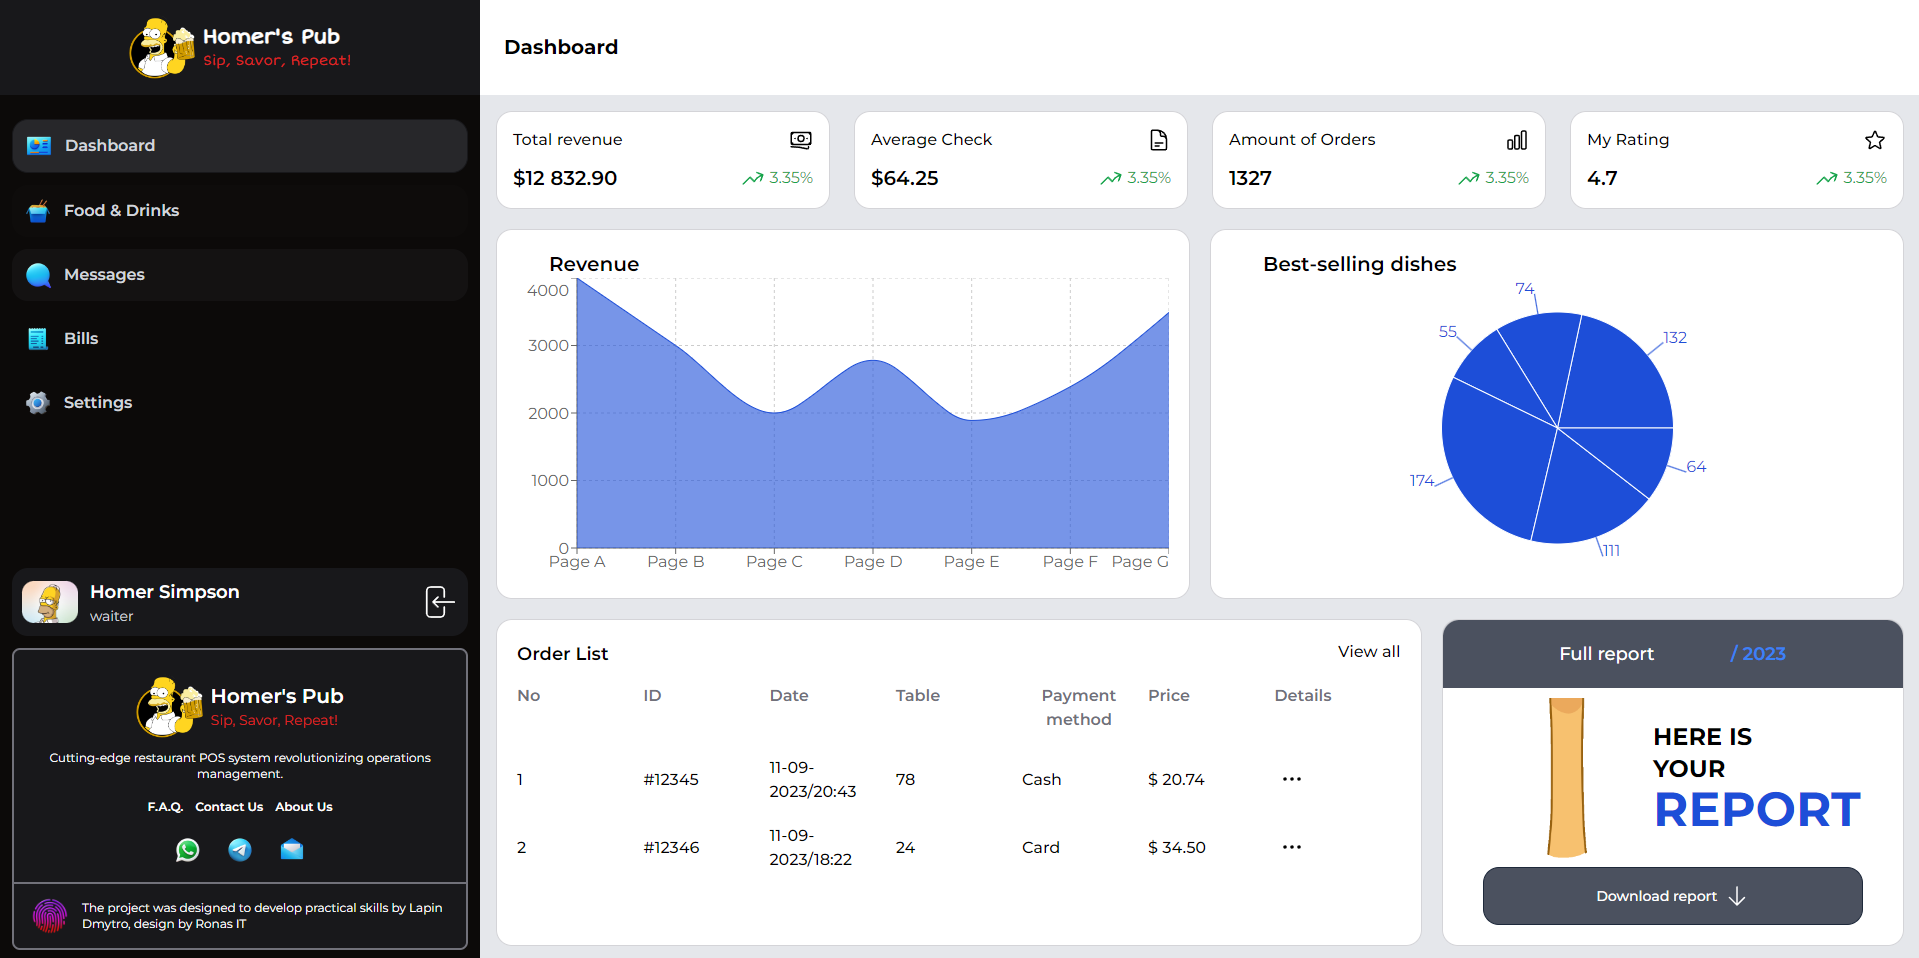 Homer's Pub
Sip, Savor, Repeat!
Dashboard
Food & Drinks
Messages
Bills
Settings
Homer Simpson
waiter
Homer's Pub
Sip, Savor, Repeat!
Cutting-edge restaurant POS system revolutionizing operations
management.
F.A.Q. Contact Us About Us
The project was designed to develop practical skills by Lapin
Dmytro, design by Ronas IT
Dashboard
Total revenue
$12 832.90 3.35%
Average Check
$64.25 3.35%
Amount of Orders
1327 3.35%
My Rating
4.7 3.35%
Revenue
4000
3000
2000
1000
0
Page A Page B Page C Page D Page E Page F Page G
Best-selling dishes
74
55
132
174
64
111
Order List View all
No ID Date Table Payment Price Details
method
1 #12345 11-09- 78 Cash $ 20.74 ...
2023/20:43
2 #12346 11-09- 24 Card $ 34.50 ...
2023/18:22
Full report / 2023
HERE IS
YOUR
REPORT
Download report